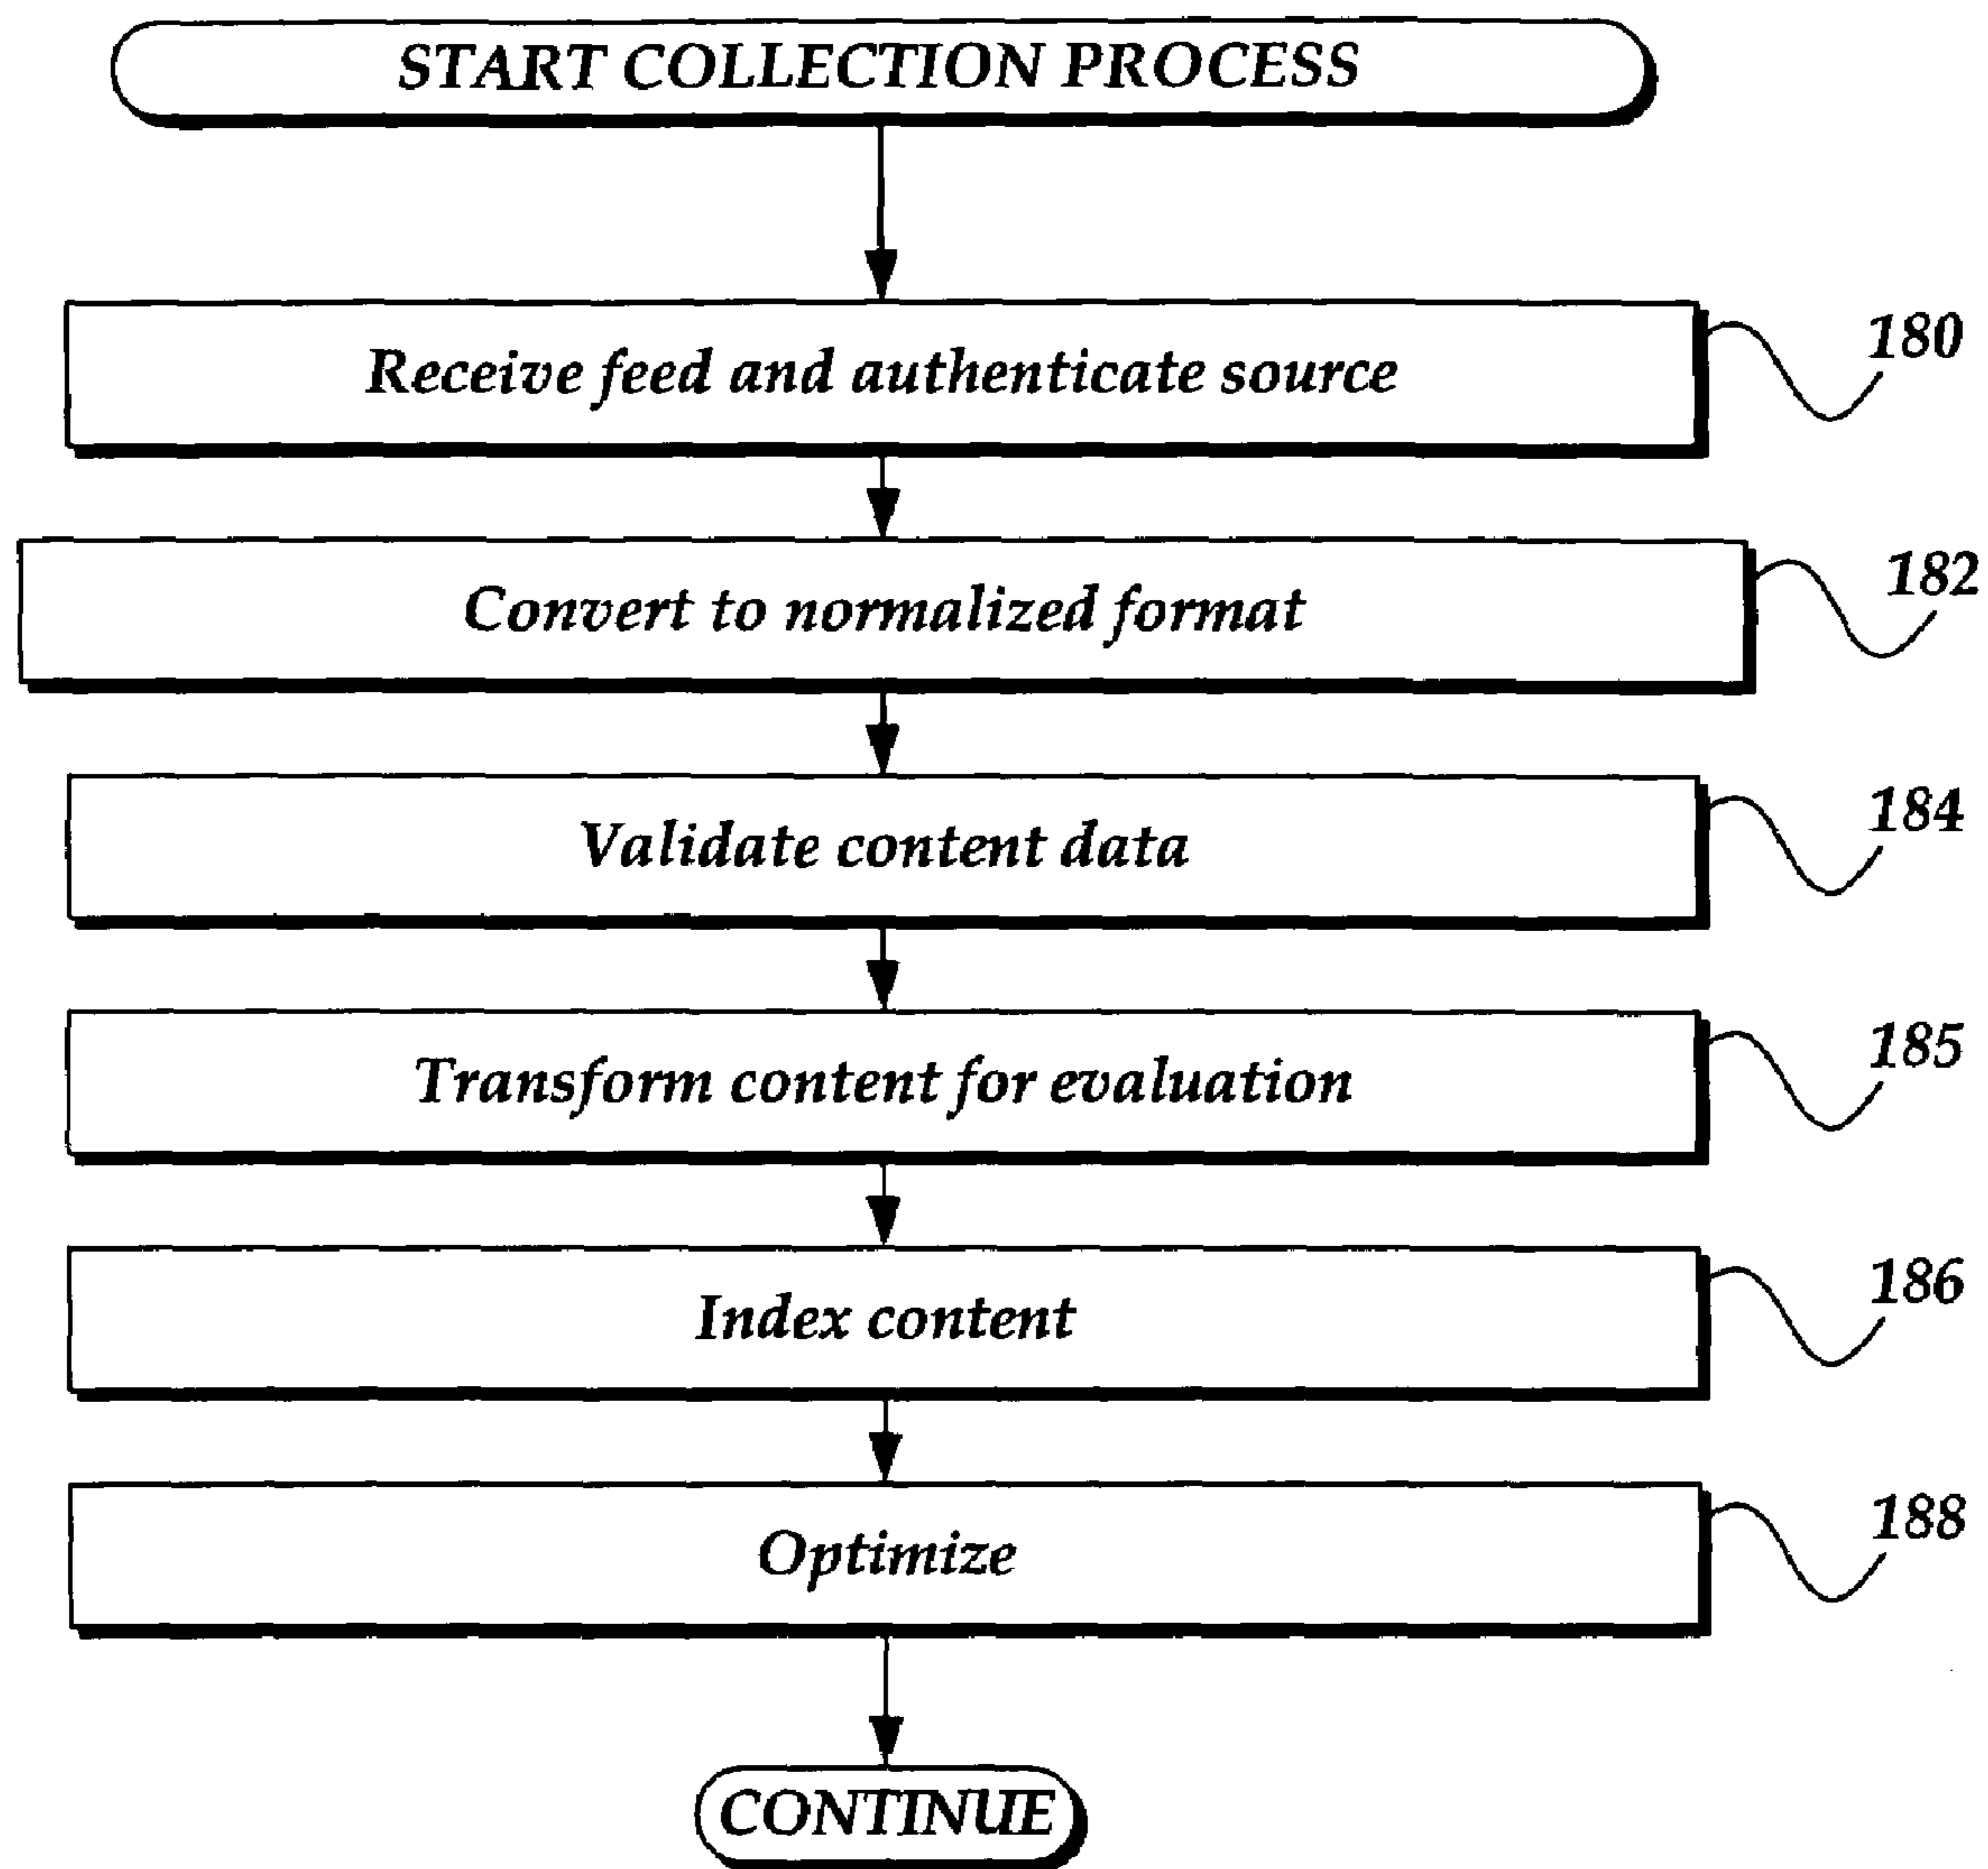 START COLLECTION PROCESS
Receive feed and authenticate source
180
Convert to normalized format
182
Validate content data
184
Transform content for evaluation
185
Index content
186
Optimize
188
CONTINUE